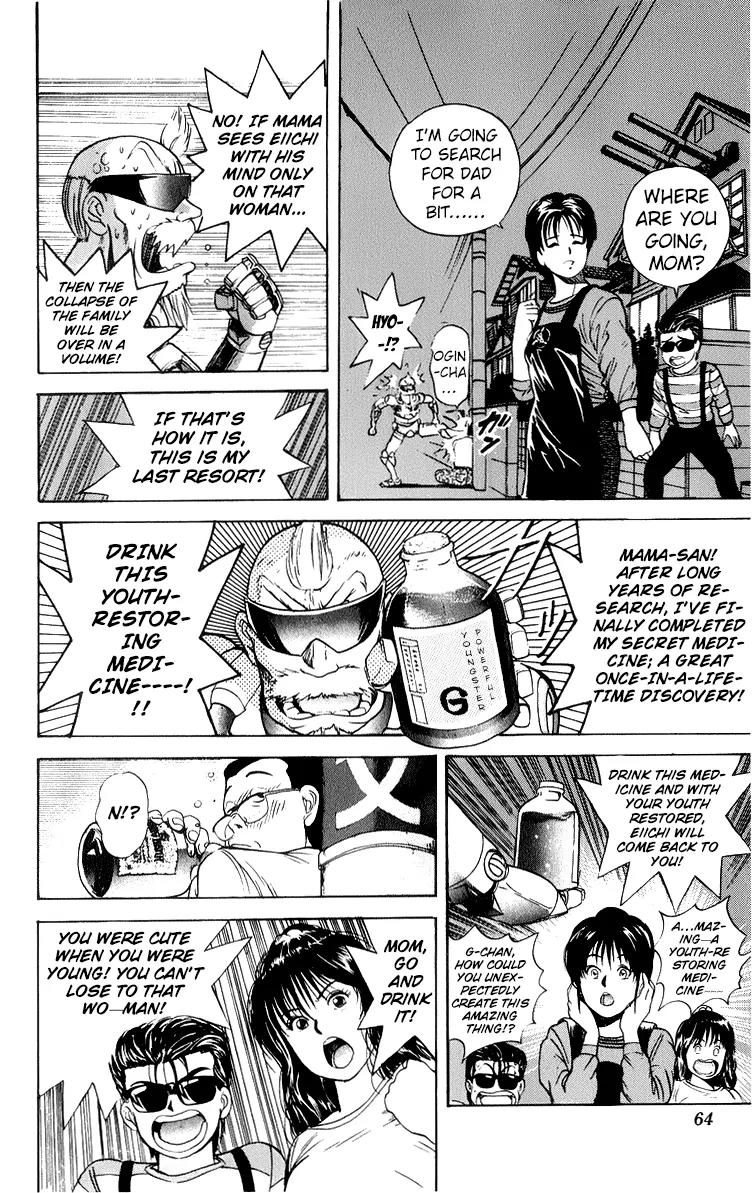 WHERE
ARE YOU
GOING,
MOM?
I'M GOING
TO SEARCH
FOR DAD
FOR A
BIT......
HYO-
-!?
OGIN
-CHA
...
ガン
NO! IF MAMA
SEES EIICHI
WITH HIS
MIND ONLY
ON THAT
WOMAN...
THEN THE
COLLAPSE OF
THE FAMILY
WILL BE
OVER IN A
VOLUME!
IF THAT'S
HOW IT IS,
THIS IS MY
LAST RESORT!
MAMA-SAN!
AFTER LONG
YEARS OF RE-
SEARCH, I'VE FI-
NALLY COMPLETED
MY SECRET MEDI-
CINE; A GREAT
ONCE-IN-A-LIFE-
TIME DISCOVERY!
POWERFUL
YOUNGSTER
G
DRINK
THIS
YOUTH-
RESTOR-
ING
MEDI-
CINE----!
!!
DRINK THIS MED-
ICINE AND WITH
YOUR YOUTH
RESTORED,
EIICHI WILL
COME BACK TO
YOU!
A...MAZ-
ING—A
YOUTH-RE
STORING
MEDI-
CINE——
G-CHAN,
HOW COULD
YOU UNEX-
PECTEDLY
CREATE THIS
AMAZING
THING!?
N!?
文
MOM,
GO
AND
DRINK
IT!
YOU WERE CUTE
WHEN YOU WERE
YOUNG! YOU CAN'T
LOSE TO THAT
WO—MAN!
64